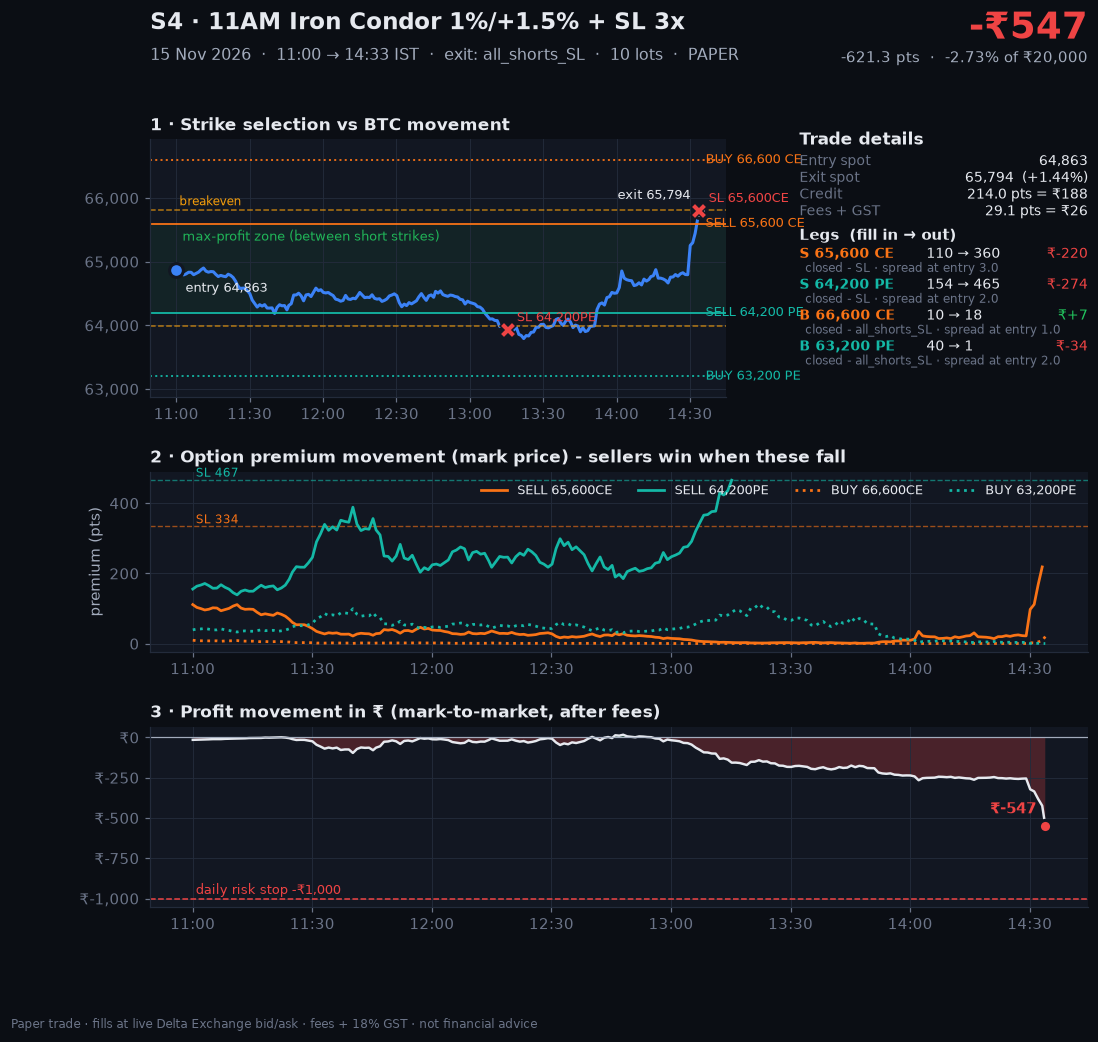 S4 · 11AM Iron Condor 1%/+1.5% + SL 3x
-₹547
15 Nov 2026 · 11:00 → 14:33 IST · exit: all_shorts_SL · 10 lots · PAPER
-621.3 pts · -2.73% of ₹20,000
1 · Strike selection vs BTC movement
BUY 66,600 CE
66,000
breakeven
exit 65,794
SL 65,600CE
SELL 65,600 CE
max-profit zone (between short strikes)
65,000
entry 64,863
SELL 64,200 PE
SL 64,200PE
64,000
BUY 63,200 PE
63,000
11:00 11:30 12:00 12:30 13:00 13:30 14:00 14:30
Trade details
Entry spot 64,863
Exit spot 65,794 (+1.44%)
Credit 214.0 pts = ₹188
Fees + GST 29.1 pts = ₹26
Legs (fill in → out)
S 65,600 CE 110 → 360 ₹-220
closed - SL · spread at entry 3.0
S 64,200 PE 154 → 465 ₹-274
closed - SL · spread at entry 2.0
B 66,600 CE 10 → 18 ₹+7
closed - all_shorts_SL · spread at entry 1.0
B 63,200 PE 40 → 1 ₹-34
closed - all_shorts_SL · spread at entry 2.0
2 · Option premium movement (mark price) - sellers win when these fall
SL 467
SELL 65,600CE SELL 64,200PE BUY 66,600CE BUY 63,200PE
400
SL 334
premium (pts)
200
0
11:00 11:30 12:00 12:30 13:00 13:30 14:00 14:30
3 · Profit movement in ₹ (mark-to-market, after fees)
₹0
₹-250
₹-500
₹-547
₹-750
daily risk stop -₹1,000
₹-1,000
11:00 11:30 12:00 12:30 13:00 13:30 14:00 14:30
Paper trade · fills at live Delta Exchange bid/ask · fees + 18% GST · not financial advice